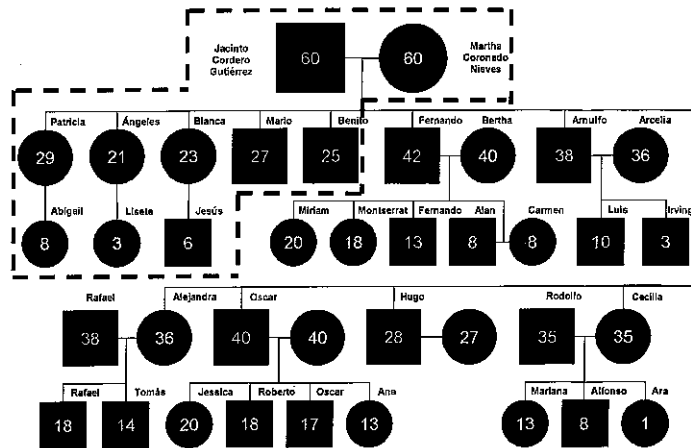 Jacinto
Cordero
Gutiérrez
60
60
Martha
Coronado
Nieves
Patricia Ángeles Blanca Mario Benito Fernando Bertha Arnulfo Arcelia
29 21 23 27 25 42 40 38 36
Abigail Lisete Jesús Miriam Montserrat Fernando Alan Carmen Luis Irving
8 3 6 20 18 13 8 8 10 3
Rafael Alejandra Oscar Hugo Rodolfo Cecilia
38 36 40 40 28 27 35 35
Rafael Tomás Jessica Roberto Oscar Ana Mariana Alfonso Ara
18 14 20 18 17 13 13 8 1